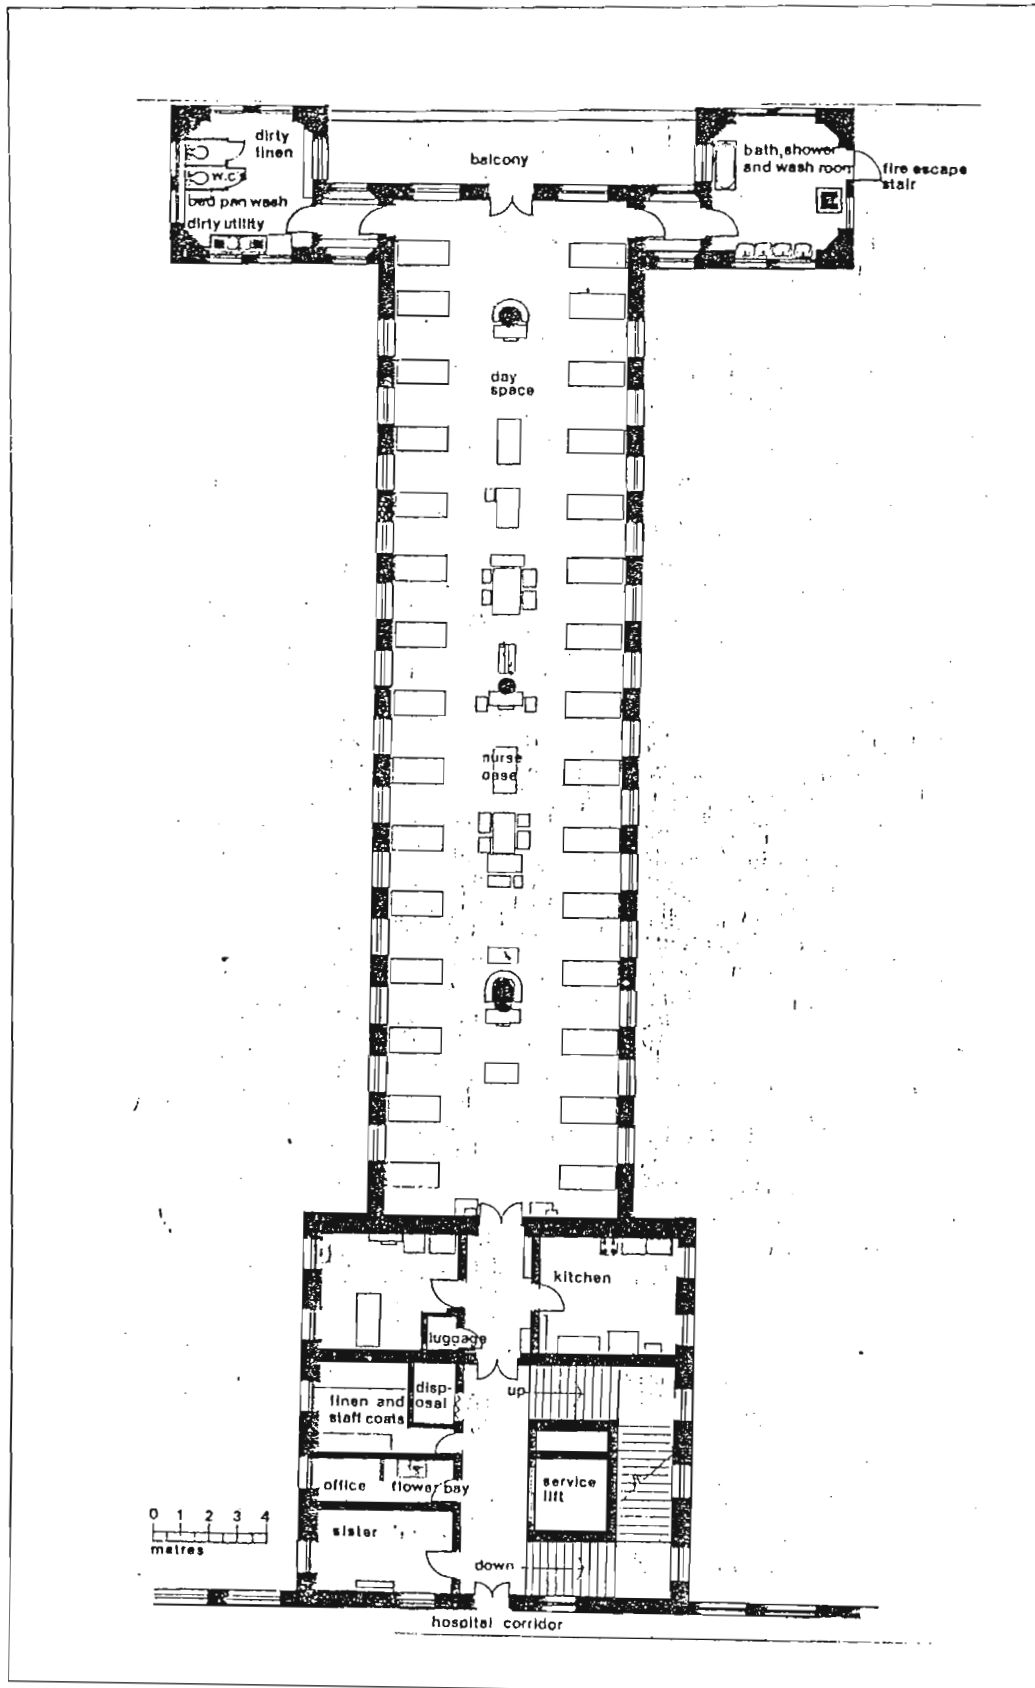 dirty
linen
w.c's
bed pan wash
dirty utility
balcony
bath, shower
and wash room
fire escape
stair
day
space
nurse
base
kitchen
luggage
disp-
osal
up
linen and
staff coats
office
flower bay
service
lift
sister
down
0 1 2 3 4
metres
hospital corridor